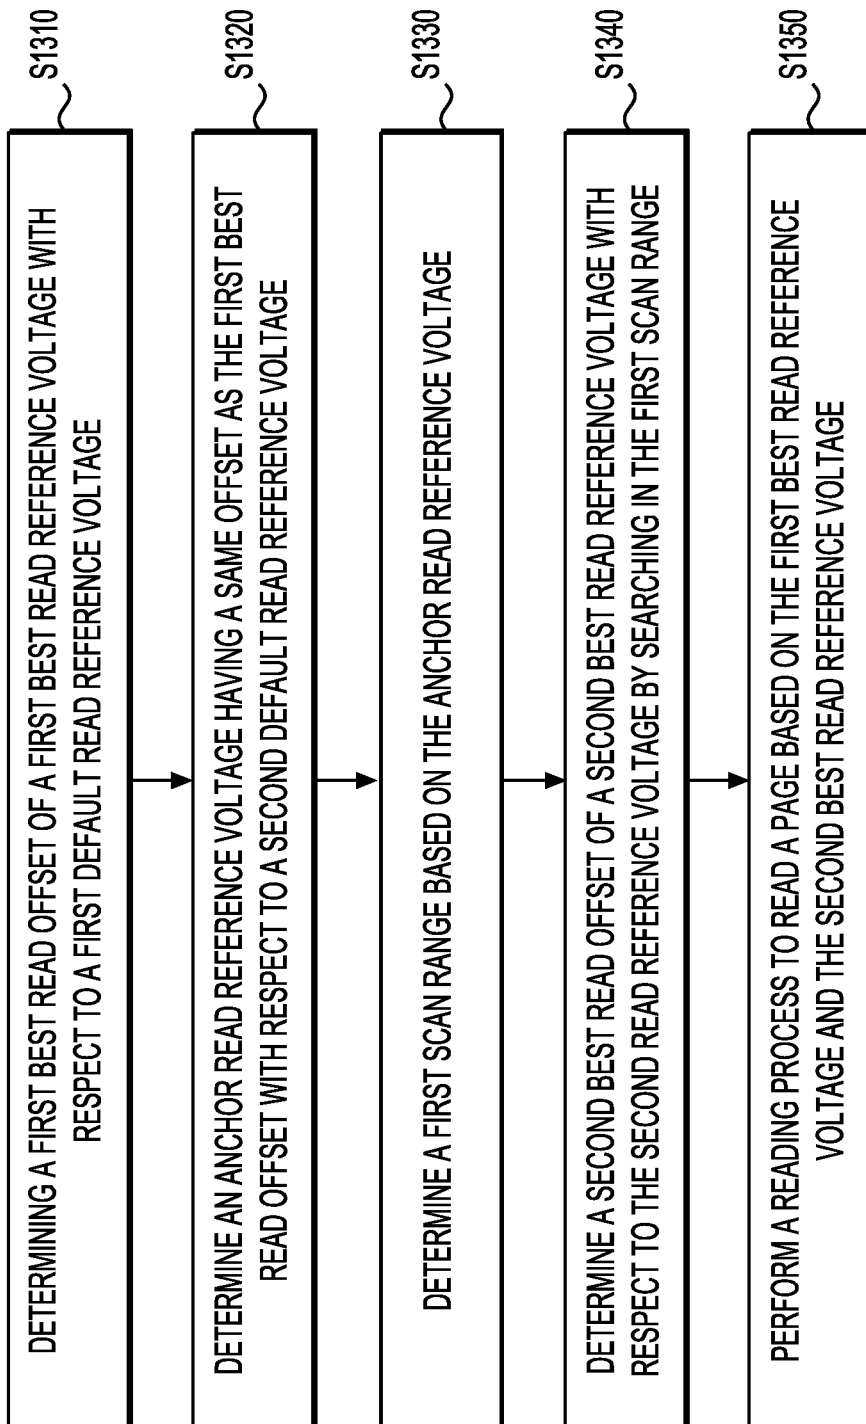 DETERMINING A FIRST BEST READ OFFSET OF A FIRST BEST READ REFERENCE VOLTAGE WITH
RESPECT TO A FIRST DEFAULT READ REFERENCE VOLTAGE
S1310
DETERMINE AN ANCHOR READ REFERENCE VOLTAGE HAVING A SAME OFFSET AS THE FIRST BEST
READ OFFSET WITH RESPECT TO A SECOND DEFAULT READ REFERENCE VOLTAGE
S1320
DETERMINE A FIRST SCAN RANGE BASED ON THE ANCHOR READ REFERENCE VOLTAGE
S1330
DETERMINE A SECOND BEST READ OFFSET OF A SECOND BEST READ REFERENCE VOLTAGE WITH
RESPECT TO THE SECOND READ REFERENCE VOLTAGE BY SEARCHING IN THE FIRST SCAN RANGE
S1340
PERFORM A READING PROCESS TO READ A PAGE BASED ON THE FIRST BEST READ REFERENCE
VOLTAGE AND THE SECOND BEST READ REFERENCE VOLTAGE
S1350